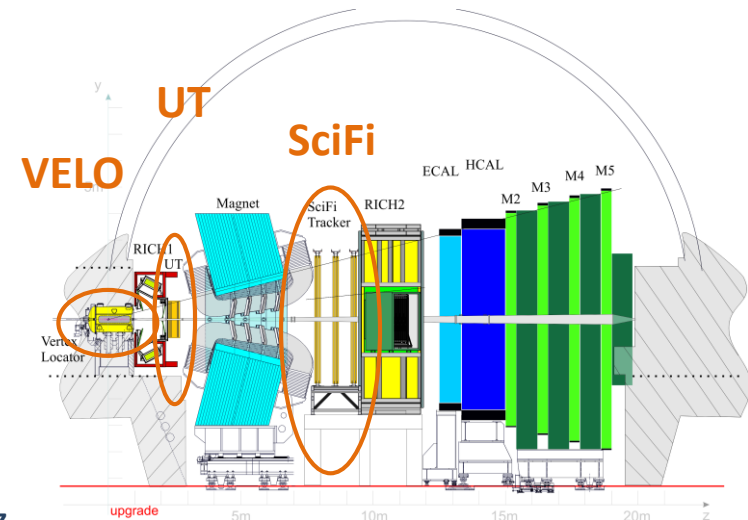 UT
y
SciFi
VELO
ECAL
HCAL
M5
M4
M3
M2
Magnet
SciFi
Tracker
RICH2
RICH1
UT
Vertex
Locator
upgrade
5m
10m
15m
20m
z